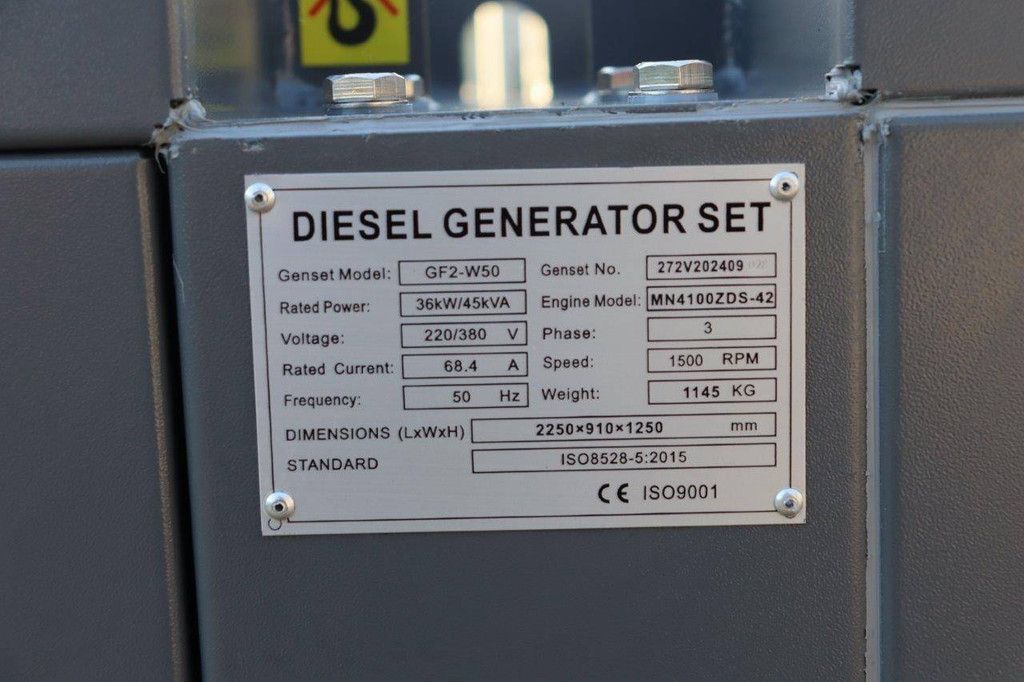 DIESEL GENERATOR SET
Genset Model: GF2-W50 Genset No. 272V202409
Rated Power: 36kW/45kVA Engine Model: MN4100ZDS-42
Voltage: 220/380 V Phase: 3
Rated Current: 68.4 A Speed: 1500 RPM
Frequency: 50 Hz Weight: 1145 KG
DIMENSIONS (LxWxH) 2250×910×1250 mm
STANDARD ISO8528-5:2015
CE ISO9001